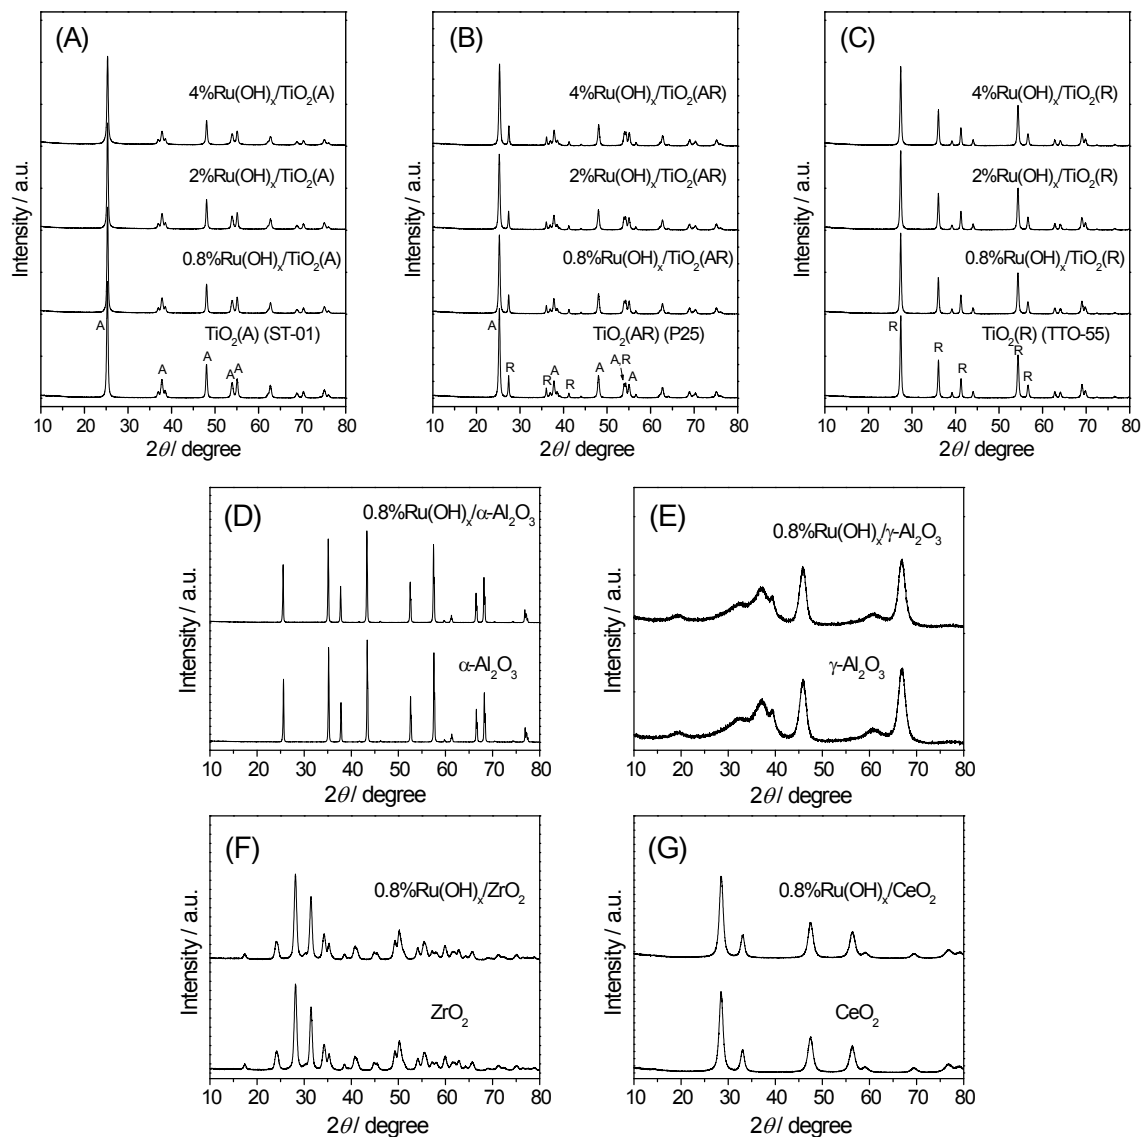 (A)
4%Ru(OH)ₓ/TiO₂(A)
2%Ru(OH)ₓ/TiO₂(A)
0.8%Ru(OH)ₓ/TiO₂(A)
TiO₂(A) (ST-01)
A
A
A
A
A
Intensity / a.u.
10 20 30 40 50 60 70 80
2θ / degree
(B)
4%Ru(OH)ₓ/TiO₂(AR)
2%Ru(OH)ₓ/TiO₂(AR)
0.8%Ru(OH)ₓ/TiO₂(AR)
TiO₂(AR) (P25)
A
R
R
A
R
A
A,R
A
Intensity / a.u.
10 20 30 40 50 60 70 80
2θ / degree
(C)
4%Ru(OH)ₓ/TiO₂(R)
2%Ru(OH)ₓ/TiO₂(R)
0.8%Ru(OH)ₓ/TiO₂(R)
TiO₂(R) (TTO-55)
R
R
R
R
R
Intensity / a.u.
10 20 30 40 50 60 70 80
2θ / degree
(D)
0.8%Ru(OH)ₓ/α-Al₂O₃
α-Al₂O₃
Intensity / a.u.
10 20 30 40 50 60 70 80
2θ / degree
(E)
0.8%Ru(OH)ₓ/γ-Al₂O₃
γ-Al₂O₃
Intensity / a.u.
10 20 30 40 50 60 70 80
2θ / degree
(F)
0.8%Ru(OH)ₓ/ZrO₂
ZrO₂
Intensity / a.u.
10 20 30 40 50 60 70 80
2θ / degree
(G)
0.8%Ru(OH)ₓ/CeO₂
CeO₂
Intensity / a.u.
10 20 30 40 50 60 70 80
2θ / degree